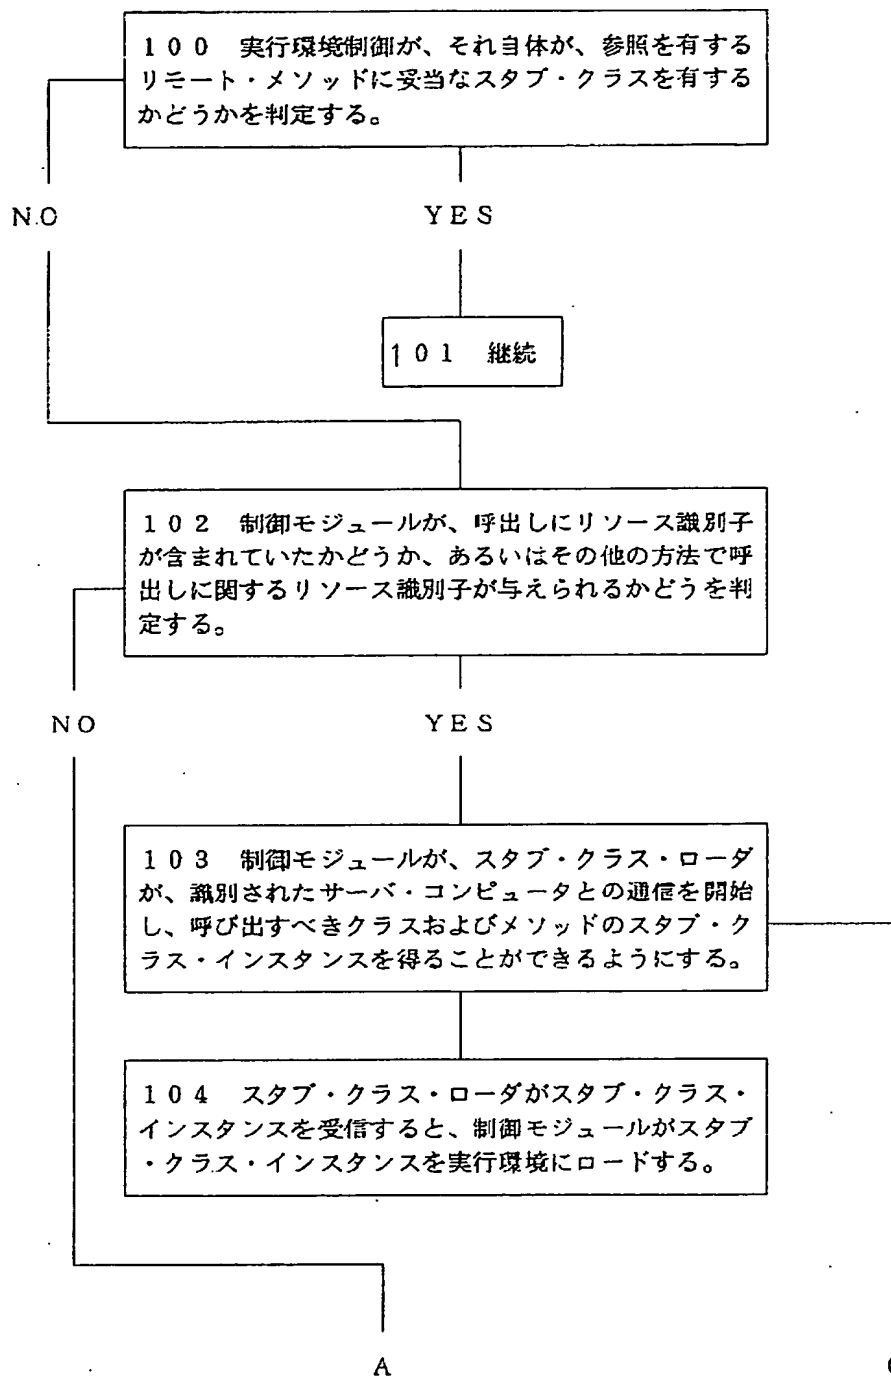 100 実行環境制御が、それ自体が、参照を有する
リモート・メソッドに妥当なスタブ・クラスを有する
かどうかを判定する。
NO
YES
101 継続
102 制御モジュールが、呼出しにリソース識別子
が含まれていたかどうか、あるいはその他の方法で呼
出しに関するリソース識別子が与えられるかどうを判
定する。
NO
YES
103 制御モジュールが、スタブ・クラス・ローダ
が、識別されたサーバ・コンピュータとの通信を開始
し、呼び出すべきクラスおよびメソッドのスタブ・ク
ラス・インスタンスを得ることができるようにする。
104 スタブ・クラス・ローダがスタブ・クラス・
インスタンスを受信すると、制御モジュールがスタブ
・クラス・インスタンスを実行環境にロードする。
A